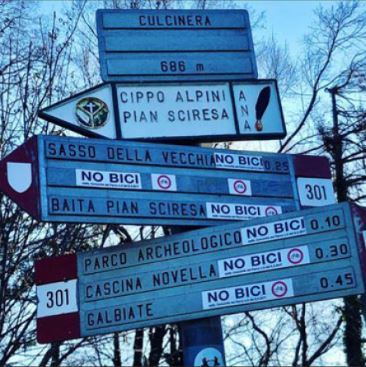 CULCINERA
686 m
CIPPO ALPINI
PIAN SCIRESA
ANA
SASSO DELLA VECCHIA NO BICI 0.25
NO BICI
301
BAITA PIAN SCIRESA NO BICI
PARCO ARCHEOLOGICO NO BICI 0.10
CASCINA NOVELLA NO BICI 0.30
301
GALBIATE NO BICI 0.45